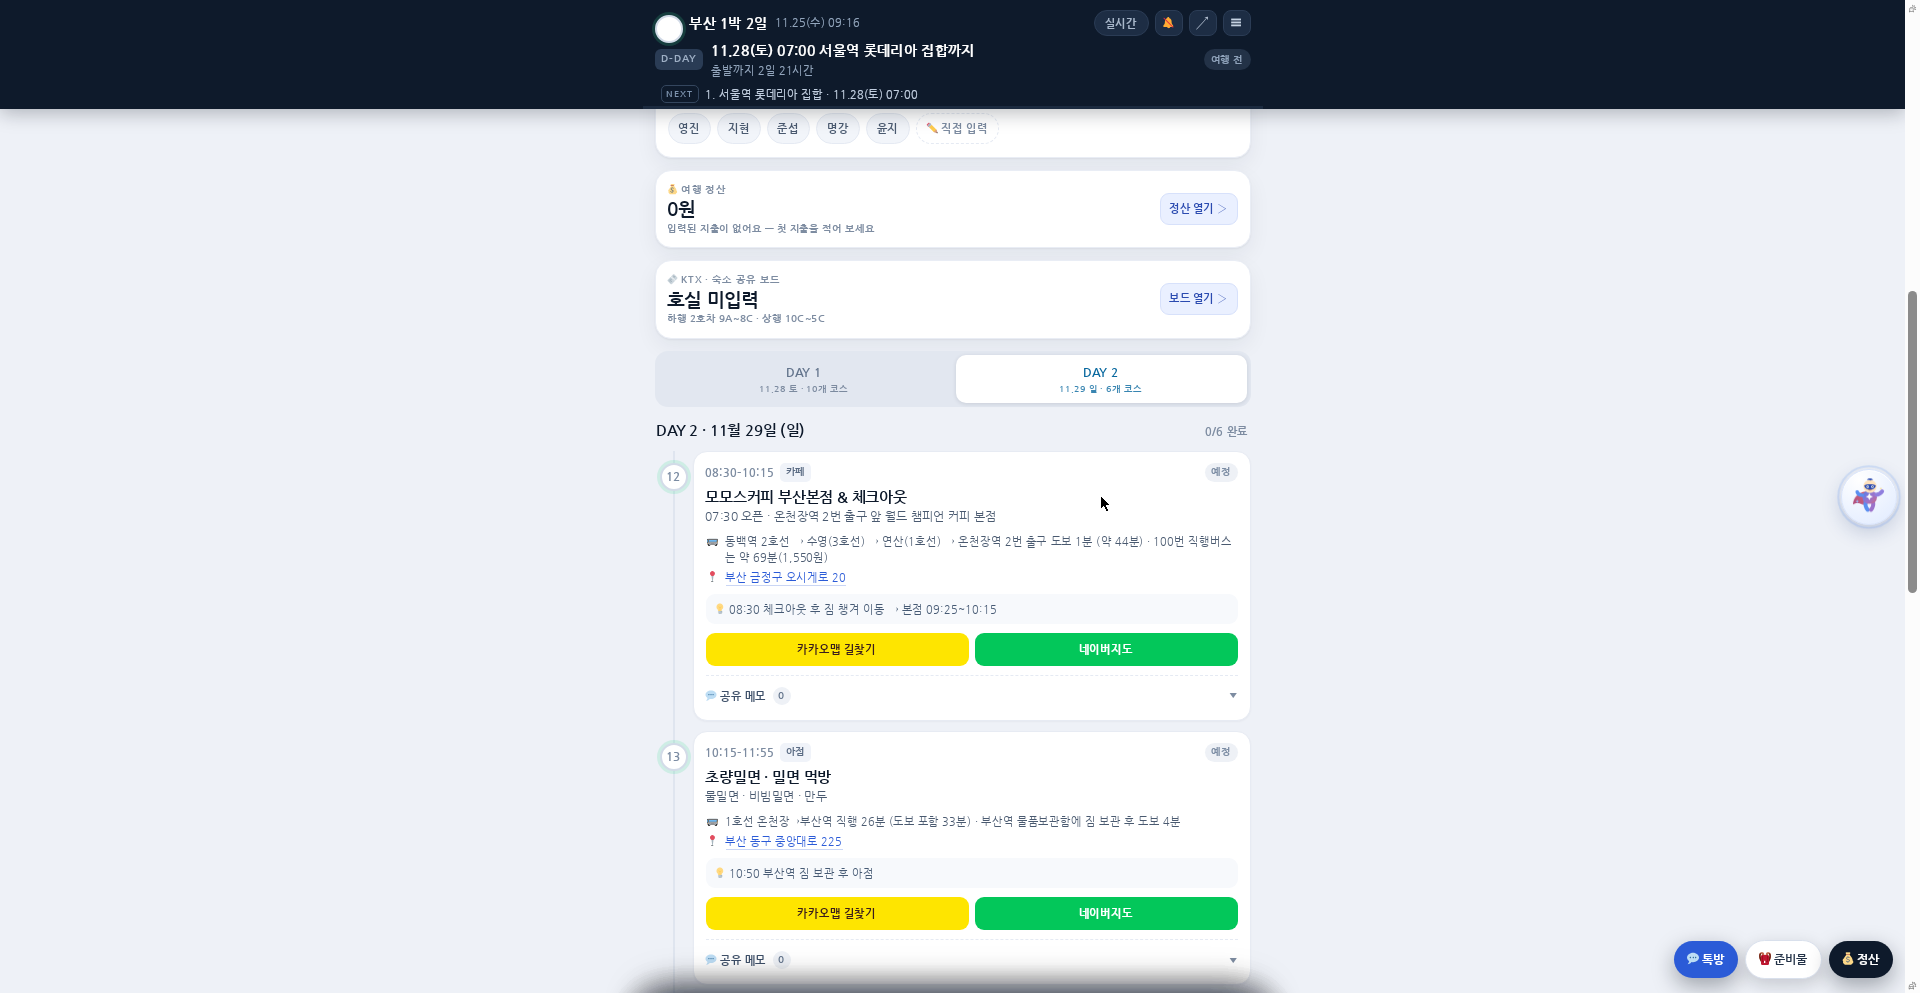 부산 1박 2일 11.25(수) 09:16
실시간
D-DAY
11.28(토) 07:00 서울역 롯데리아 집합까지
출발까지 2일 21시간
여행 전
NEXT 1. 서울역 롯데리아 집합 · 11.28(토) 07:00
영진 지현 준섭 명강 윤지 직접 입력
여행 정산
0원
입력된 지출이 없어요 — 첫 지출을 적어 보세요
정산 열기 >
KTX · 숙소 공유 보드
호실 미입력
하행 2호차 9A~8C · 상행 10C~5C
보드 열기 >
DAY 1
11.28 토 · 10개 코스
DAY 2
11.29 일 · 6개 코스
DAY 2 · 11월 29일 (일)
0/6 완료
12
08:30-10:15 카페
예정
모모스커피 부산본점 & 체크아웃
07:30 오픈 · 온천장역 2번 출구 앞 월드 챔피언 커피 본점
동백역 2호선 → 수영(3호선) → 연산(1호선) → 온천장역 2번 출구 도보 1분 (약 44분) · 100번 직행버스
는 약 69분(1,550원)
부산 금정구 오시게로 20
08:30 체크아웃 후 짐 챙겨 이동 → 본점 09:25~10:15
카카오맵 길찾기
네이버지도
공유 메모 0
13
10:15-11:55 아점
예정
초량밀면 · 밀면 먹방
물밀면 · 비빔밀면 · 만두
1호선 온천장→부산역 직행 26분 (도보 포함 33분) · 부산역 물품보관함에 짐 보관 후 도보 4분
부산 동구 중앙대로 225
10:50 부산역 짐 보관 후 아점
카카오맵 길찾기
네이버지도
공유 메모 0
톡방
준비물
정산